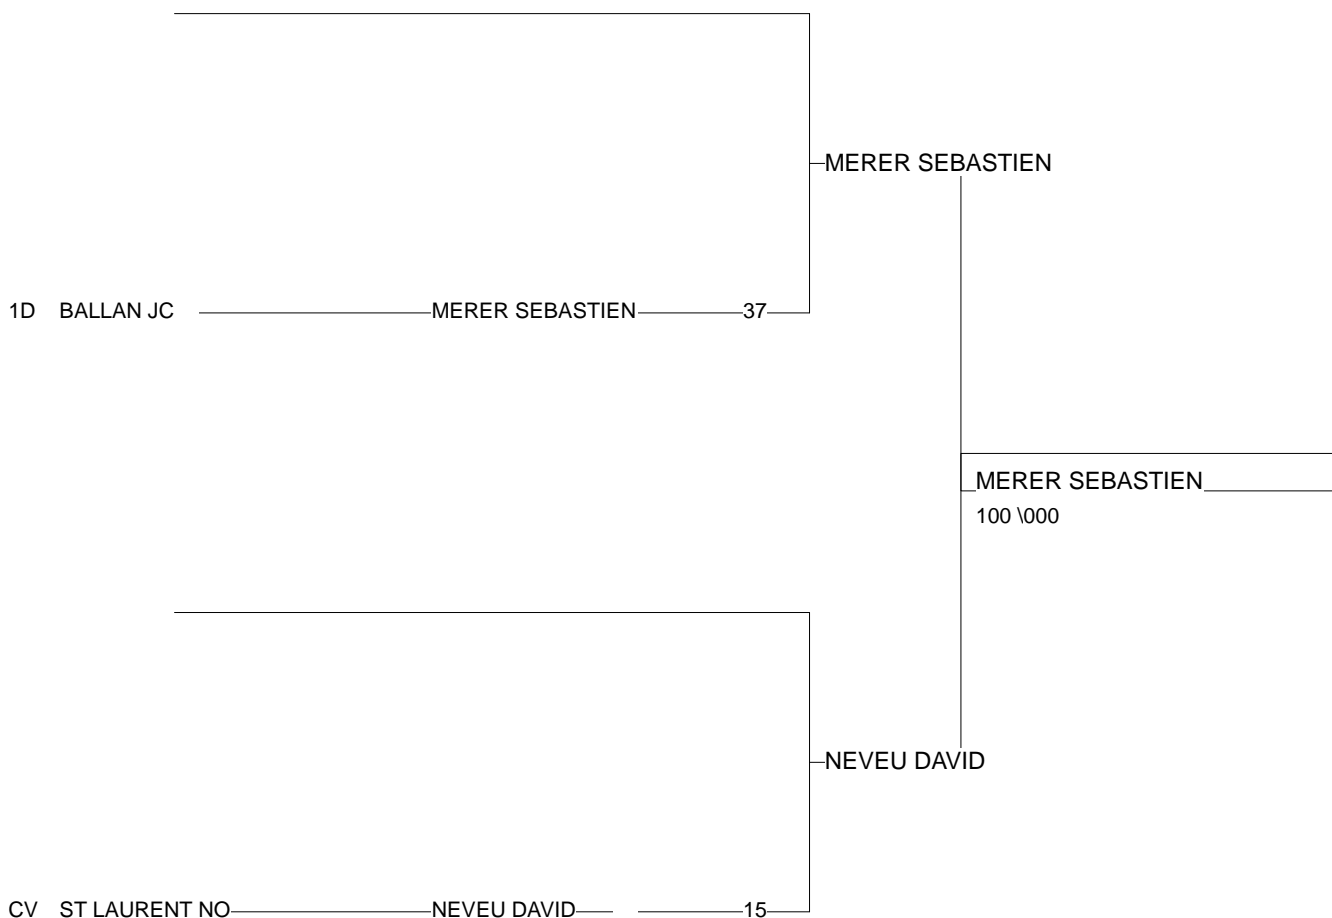 MERER SEBASTIEN
1D BALLAN JC MERER SEBASTIEN 37
MERER SEBASTIEN
100 \000
NEVEU DAVID
CV ST LAURENT NO NEVEU DAVID 15